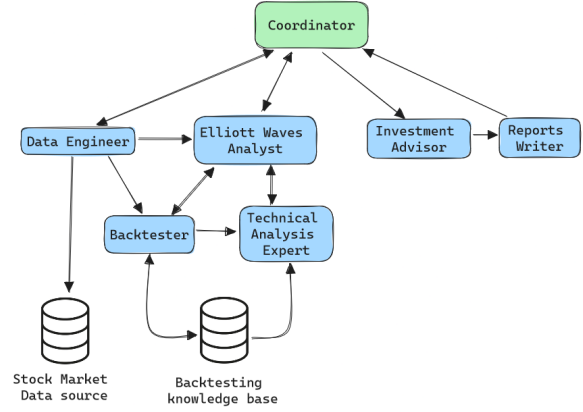 Coordinator
Data Engineer
Elliott Waves
Analyst
Investment
Advisor
Reports
Writer
Backtester
Technical
Analysis
Expert
Stock Market
Data source
Backtesting
knowledge base